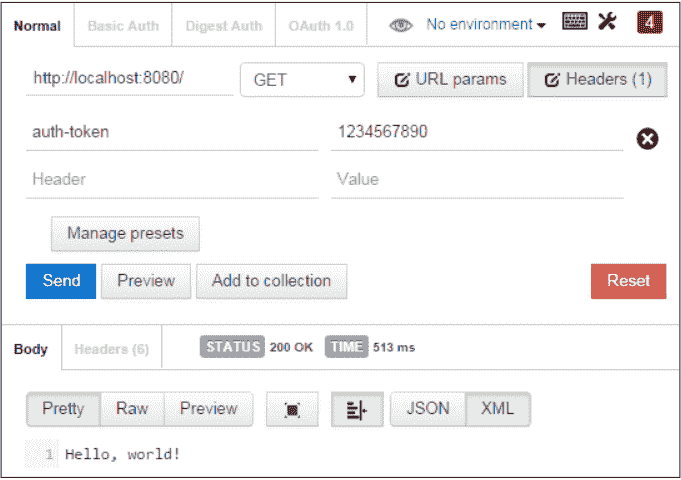 Normal Basic Auth Digest Auth OAuth 1.0 No environment 4
http://localhost:8080/ GET URL params Headers (1)
auth-token 1234567890
Header Value
Manage presets
Send Preview Add to collection Reset
Body Headers (6) STATUS 200 OK TIME 513 ms
Pretty Raw Preview JSON XML
1 Hello, world!